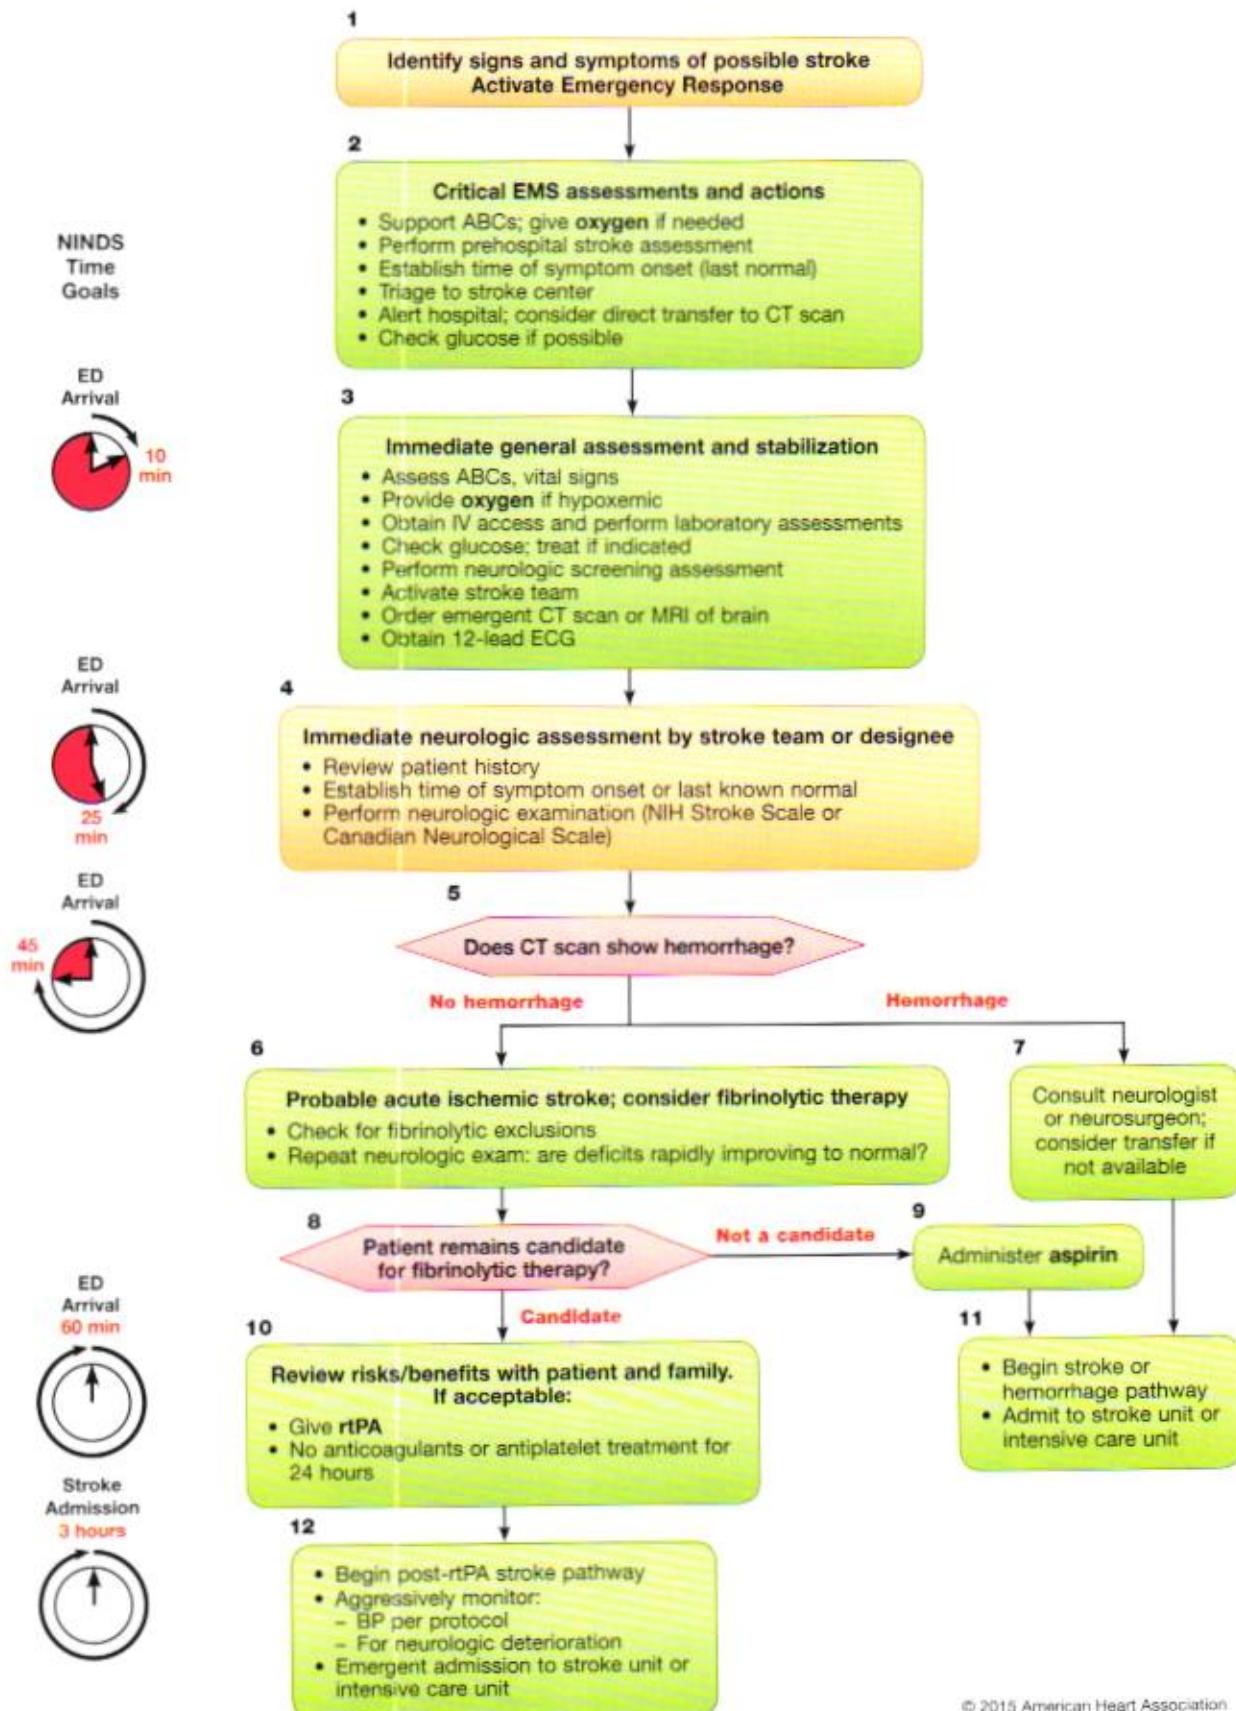 1
Identify signs and symptoms of possible stroke
Activate Emergency Response
2
Critical EMS assessments and actions
• Support ABCs; give oxygen if needed
• Perform prehospital stroke assessment
• Establish time of symptom onset (last normal)
• Triage to stroke center
• Alert hospital; consider direct transfer to CT scan
• Check glucose if possible
NINDS
Time
Goals
ED
Arrival
10
min
3
Immediate general assessment and stabilization
• Assess ABCs, vital signs
• Provide oxygen if hypoxemic
• Obtain IV access and perform laboratory assessments
• Check glucose; treat if indicated
• Perform neurologic screening assessment
• Activate stroke team
• Order emergent CT scan or MRI of brain
• Obtain 12-lead ECG
ED
Arrival
25
min
4
Immediate neurologic assessment by stroke team or designee
• Review patient history
• Establish time of symptom onset or last known normal
• Perform neurologic examination (NIH Stroke Scale or
Canadian Neurological Scale)
ED
Arrival
45
min
5
Does CT scan show hemorrhage?
No hemorrhage
Hemorrhage
6
Probable acute ischemic stroke; consider fibrinolytic therapy
• Check for fibrinolytic exclusions
• Repeat neurologic exam: are deficits rapidly improving to normal?
7
Consult neurologist
or neurosurgeon;
consider transfer if
not available
8
Patient remains candidate
for fibrinolytic therapy?
Not a candidate
9
Administer aspirin
Candidate
ED
Arrival
60 min
10
Review risks/benefits with patient and family.
If acceptable:
• Give rtPA
• No anticoagulants or antiplatelet treatment for
24 hours
11
• Begin stroke or
hemorrhage pathway
• Admit to stroke unit or
intensive care unit
Stroke
Admission
3 hours
12
• Begin post-rtPA stroke pathway
• Aggressively monitor:
– BP per protocol
– For neurologic deterioration
• Emergent admission to stroke unit or
intensive care unit
© 2015 American Heart Association